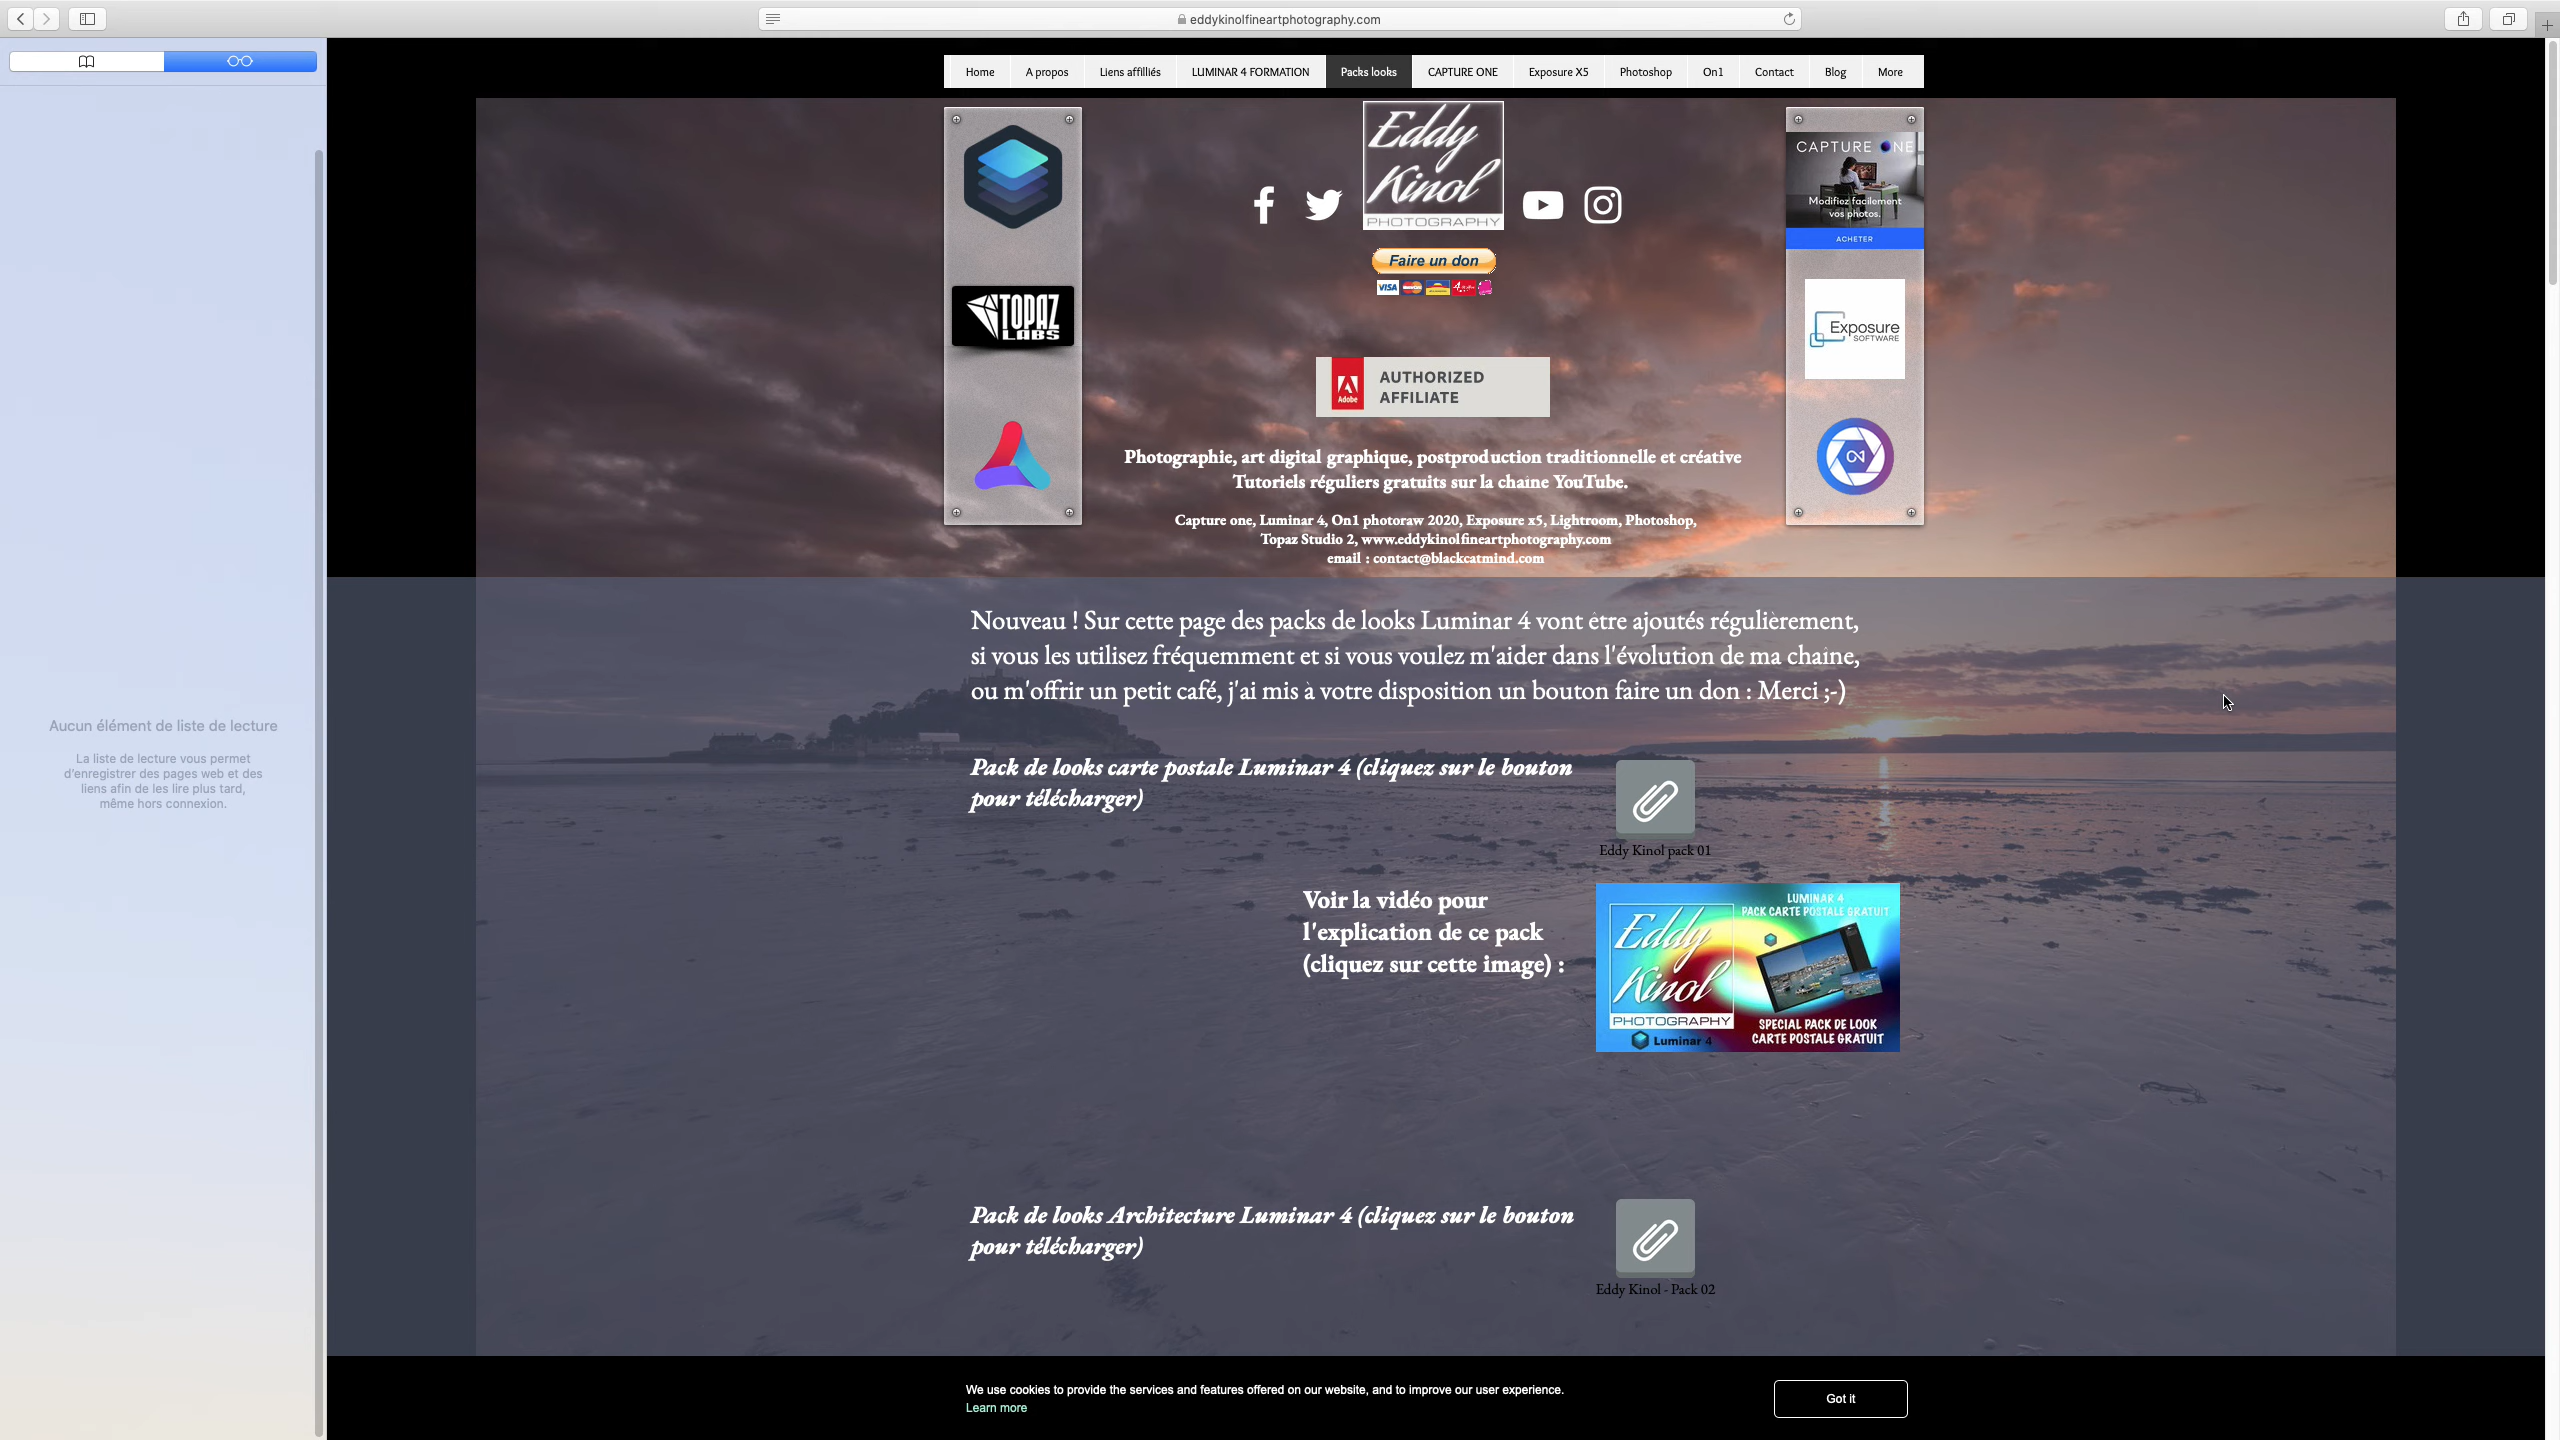 eddykinolfineartphotography.com
Home
A propos
Liens affilliés
LUMINAR 4 FORMATION
Packs looks
CAPTURE ONE
Exposure X5
Photoshop
On1
Contact
Blog
More
Eddy
Kinol
PHOTOGRAPHY
CAPTURE ONE
Modifiez facilement
vos photos.
ACHETER
Faire un don
VISA
TOPAZ
LABS
Exposure
SOFTWARE
Adobe
AUTHORIZED
AFFILIATE
ON
Photographie, art digital graphique, postproduction traditionnelle et créative
Tutoriels réguliers gratuits sur la chaîne YouTube.
Capture one, Luminar 4, On1 photoraw 2020, Exposure x5, Lightroom, Photoshop,
Topaz Studio 2, www.eddykinolfineartphotography.com
email : contact@blackcatmind.com
Nouveau ! Sur cette page des packs de looks Luminar 4 vont être ajoutés régulièrement,
si vous les utilisez fréquemment et si vous voulez m'aider dans l'évolution de ma chaîne,
ou m'offrir un petit café, j'ai mis à votre disposition un bouton faire un don : Merci ;-)
Aucun élément de liste de lecture
La liste de lecture vous permet
d'enregistrer des pages web et des
liens afin de les lire plus tard,
même hors connexion.
Pack de looks carte postale Luminar 4 (cliquez sur le bouton
pour télécharger)
Eddy Kinol pack 01
Voir la vidéo pour
l'explication de ce pack
(cliquez sur cette image) :
LUMINAR 4
PACK CARTE POSTALE GRATUIT
Eddy
Kinol
PHOTOGRAPHY
Luminar 4
SPECIAL PACK DE LOOK
CARTE POSTALE GRATUIT
Pack de looks Architecture Luminar 4 (cliquez sur le bouton
pour télécharger)
Eddy Kinol - Pack 02
We use cookies to provide the services and features offered on our website, and to improve our user experience.
Learn more
Got it